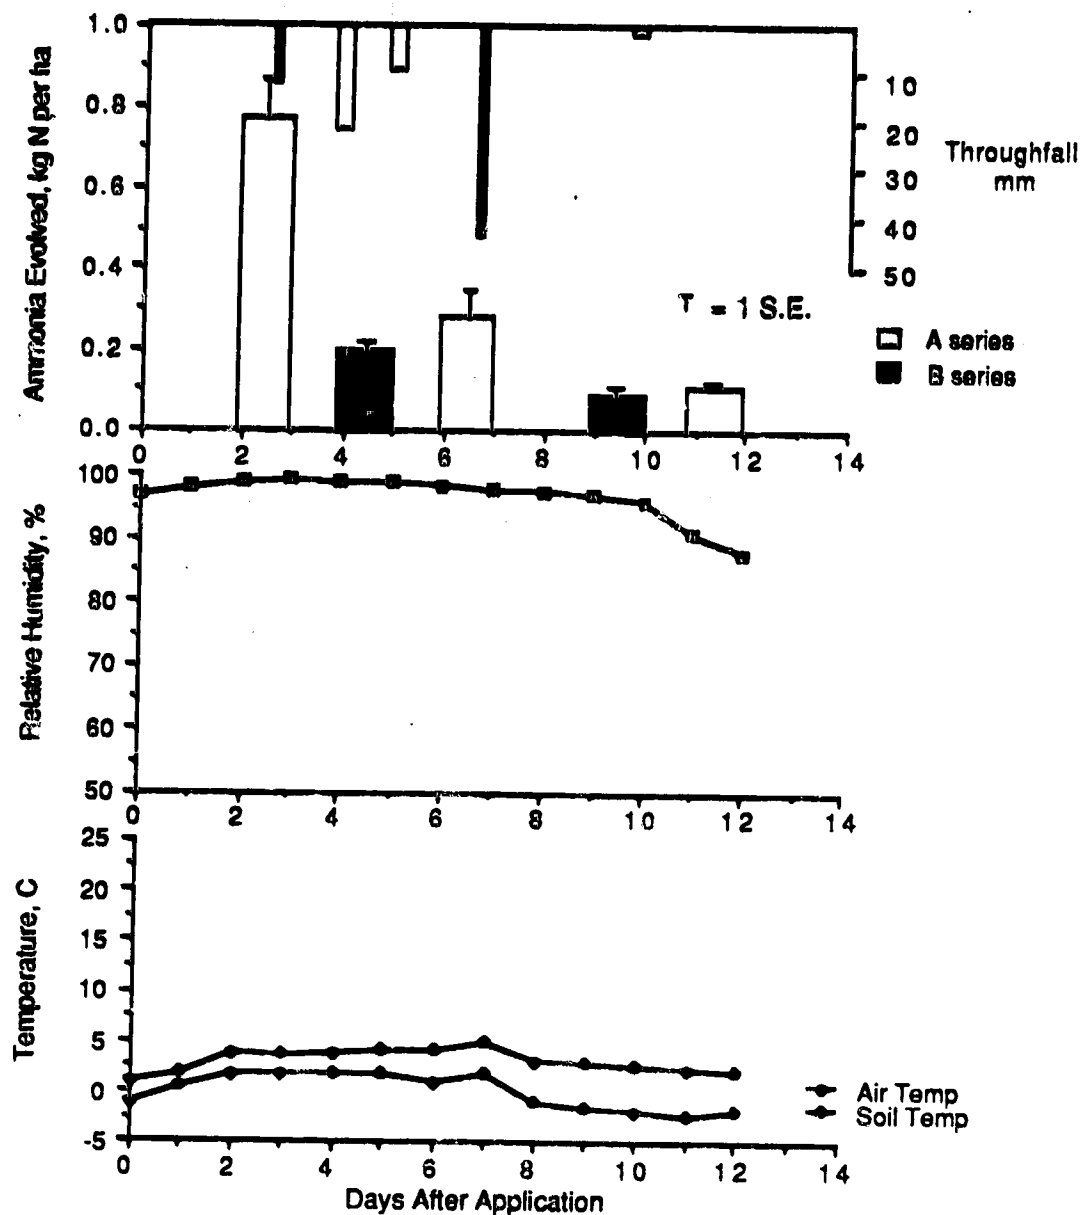 Ammonia Evolved, kg N per ha
1.0
0.8
0.6
0.4
0.2
0.0
0 2 4 6 8 10 12 14
10
20
30
40
50
Throughfall
mm
T = 1 S.E.
A series
B series
Relative Humidity, %
100
90
80
70
60
50
0 2 4 6 8 10 12 14
Temperature, C
25
20
15
10
5
0
-5
0 2 4 6 8 10 12 14
Air Temp
Soil Temp
Days After Application